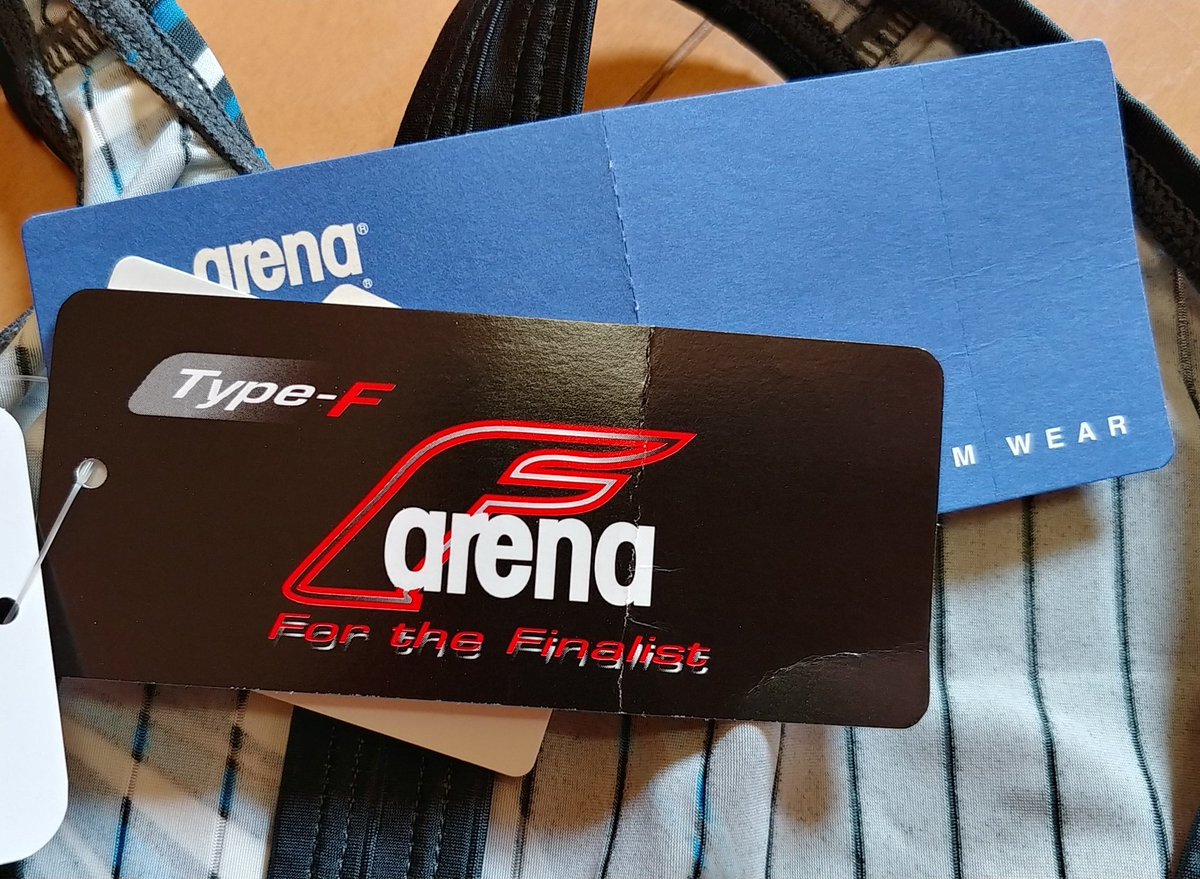 arena®
®
M WEAR
Type-F
F
arena
For the Finalist